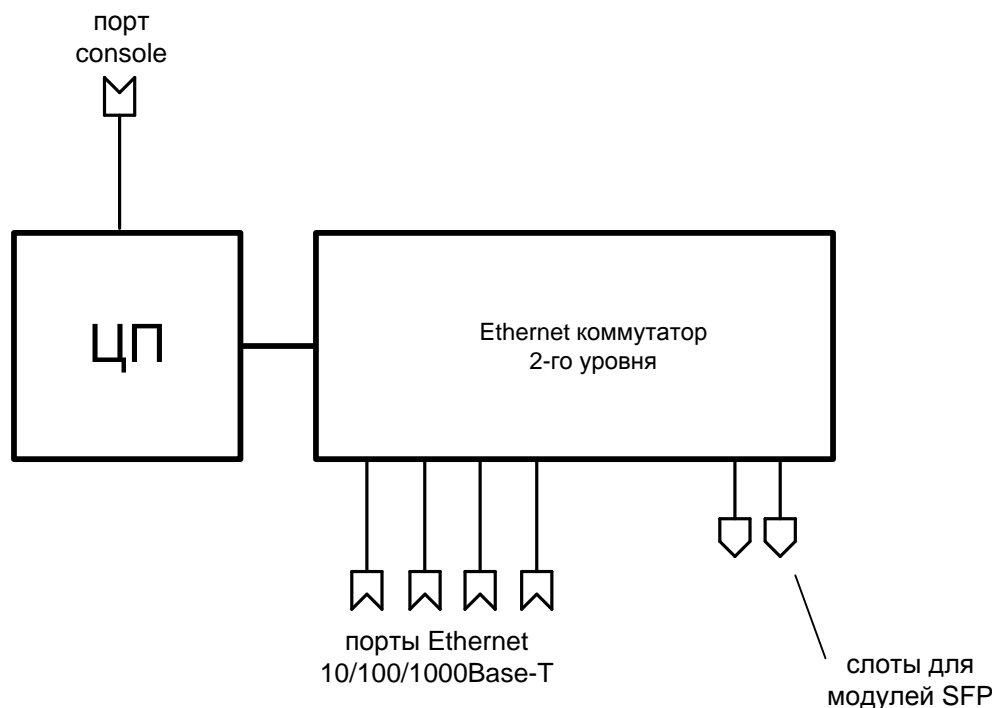 порт
console
ЦП
Ethernet коммутатор
2-го уровня
порты Ethernet
10/100/1000Base-T
слоты для
модулей SFP